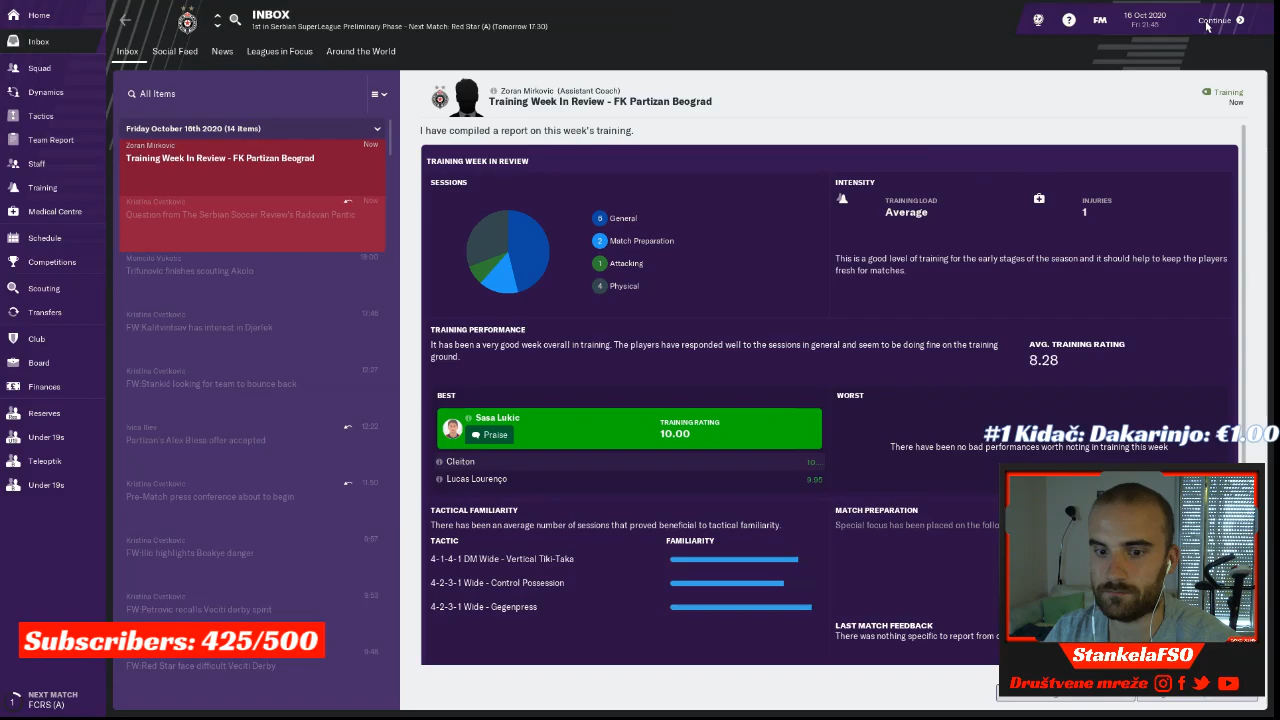 Home
INBOX
1st in Serbian SuperLeague Preliminary Phase - Next Match: Red Star (A) (Tomorrow 17:30)
FM
16 Oct 2020
Fri 21:45
Continue
Inbox
Squad
Dynamics
Tactics
Team Report
Staff
Training
Medical Centre
Schedule
Competitions
Scouting
Transfers
Club
Board
Finances
Reserves
Under 19s
Teleoptik
Under 19s
NEXT MATCH
FCRS (A)
Inbox Social Feed News Leagues in Focus Around the World
All Items
Friday October 16th 2020 (14 items)
Zoran Mirkovic Now
Training Week In Review - FK Partizan Beograd
Kristina Cvetkovic Now
Question from The Serbian Soccer Review's Radovan Pantic
Momcilo Vukotic 18:00
Trifunovic finishes scouting Akolo
Kristina Cvetkovic 17:46
FW:Kalitvintsev has interest in Djerlek
Kristina Cvetkovic 12:27
FW:Stankić looking for team to bounce back
Ivica Iliev 12:22
Partizan's Alex Blesa offer accepted
Kristina Cvetkovic 11:50
Pre-Match press conference about to begin
Kristina Cvetkovic 9:57
FW:Ilic highlights Boakye danger
Kristina Cvetkovic 9:53
FW:Petrovic recalls Veciti derby spirit
9:48
FW:Red Star face difficult Veciti Derby
Subscribers: 425/500
Zoran Mirkovic (Assistant Coach)
Training Week In Review - FK Partizan Beograd
Training
Now
I have compiled a report on this week's training.
TRAINING WEEK IN REVIEW
SESSIONS
6 General
2 Match Preparation
1 Attacking
4 Physical
INTENSITY
TRAINING LOAD
Average
INJURIES
1
This is a good level of training for the early stages of the season and it should help to keep the players
fresh for matches.
TRAINING PERFORMANCE
It has been a very good week overall in training. The players have responded well to the sessions in general and seem to be doing fine on the training
ground.
AVG. TRAINING RATING
8.28
BEST
Sasa Lukic
Praise
TRAINING RATING
10.00
Cleiton 10....
Lucas Lourenço 9.95
WORST
There have been no bad performances worth noting in training this week
#1 Kidač: Dakarinjo: €1.00
TACTICAL FAMILIARITY
There has been an average number of sessions that proved beneficial to tactical familiarity.
TACTIC FAMILIARITY
4-1-4-1 DM Wide - Vertical Tiki-Taka
4-2-3-1 Wide - Control Possession
4-2-3-1 Wide - Gegenpress
MATCH PREPARATION
Special focus has been placed on the follo
LAST MATCH FEEDBACK
There was nothing specific to report from
StankelaFSO
Društvene mreže